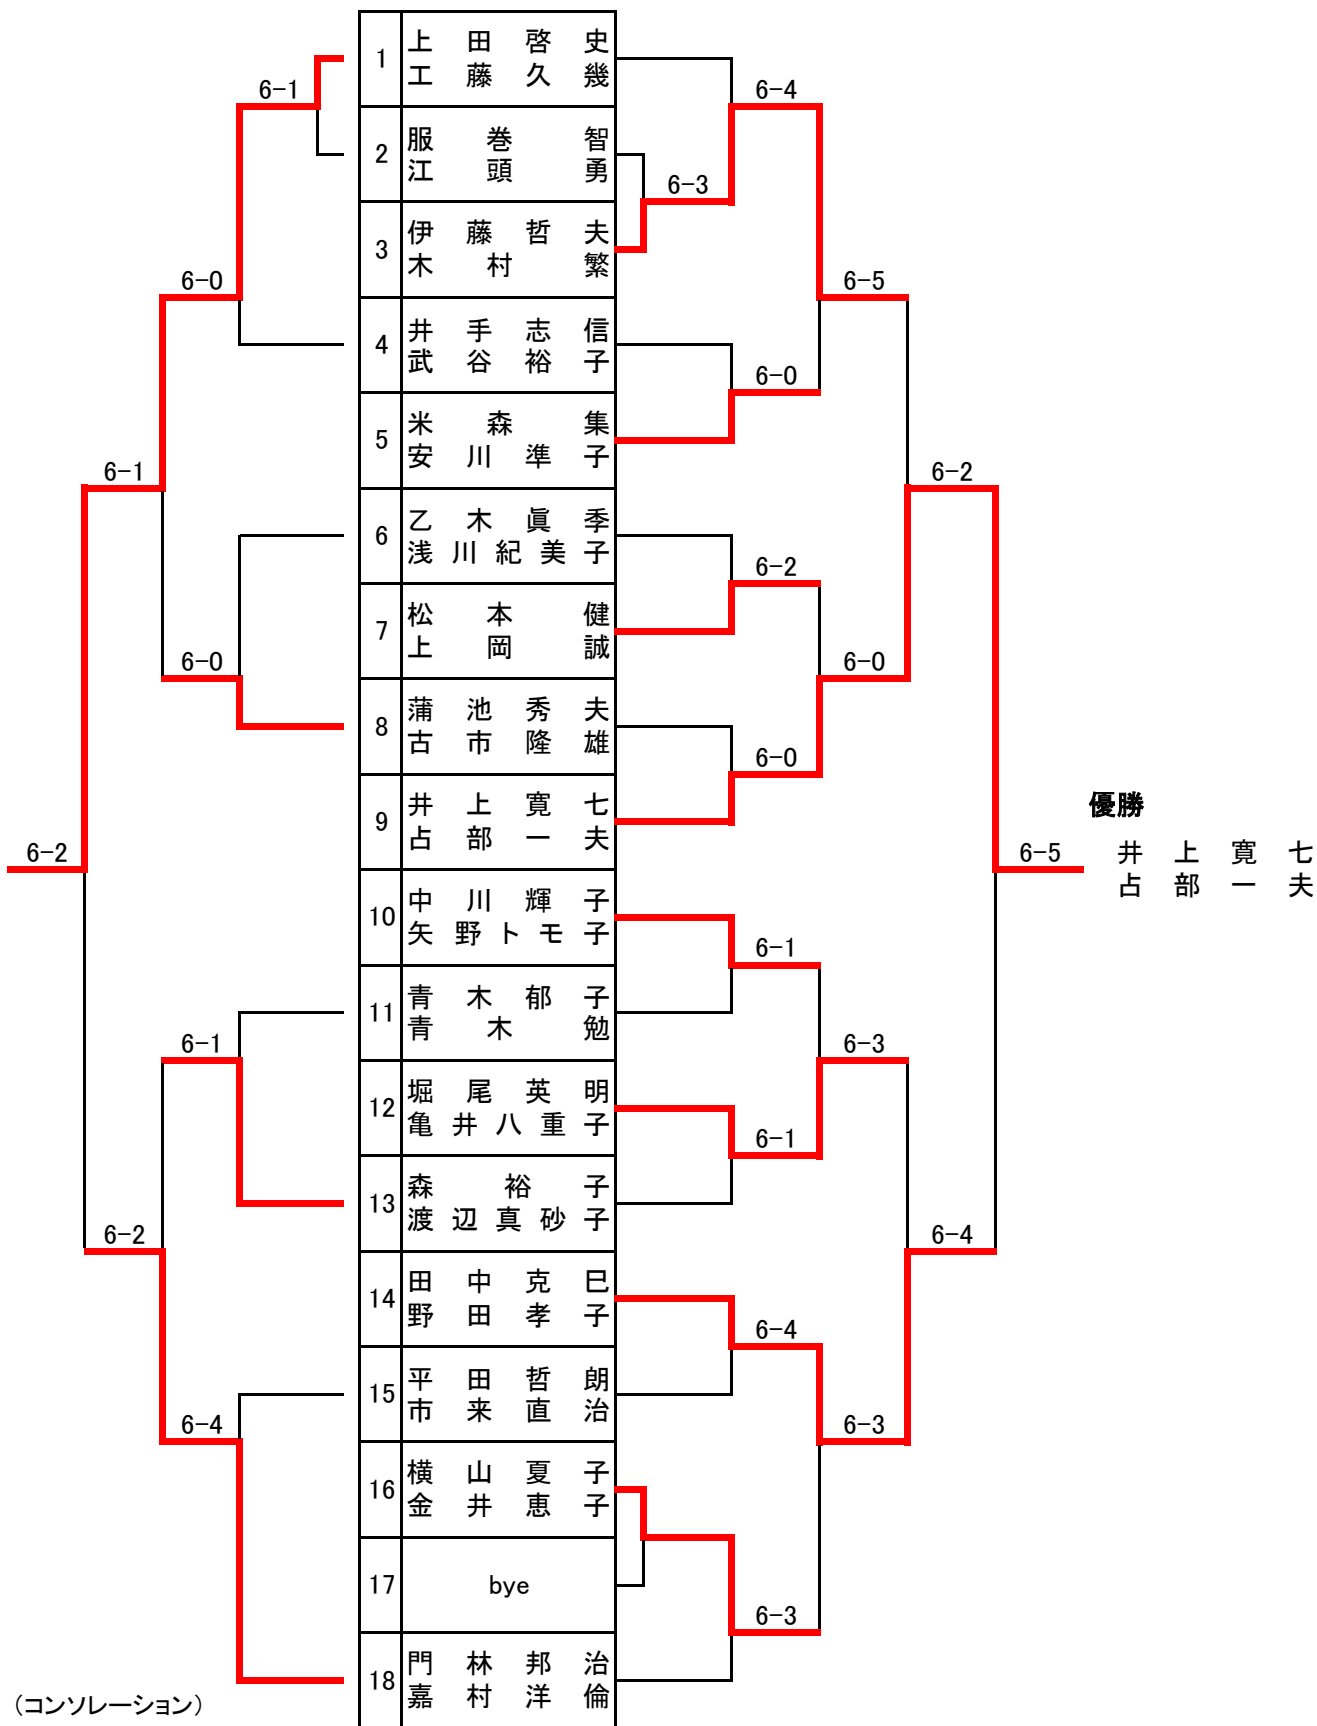 1
上田啓史
工藤久幾
6-1
6-4
2
服巻智
江頭勇
6-3
3
伊藤哲夫
木村繁
6-0
6-5
4
井手志信
武谷裕子
6-0
5
米森集
安川準子
6-1
6-2
6
乙木眞季
浅川紀美子
6-2
7
松本健
上岡誠
6-0
6-0
8
蒲池秀夫
古市隆雄
6-0
9
井上寛七
占部一夫
優勝
6-2
6-5
井上寛七
占部一夫
10
中川輝子
矢野トモ子
6-1
11
青木郁子
青木勉
6-1
6-3
12
堀尾英明
亀井八重子
6-1
13
森裕子
渡辺真砂子
6-2
6-4
14
田中克巳
野田孝子
6-4
15
平田哲朗
市来直治
6-4
6-3
16
横山夏子
金井恵子
17
bye
6-3
18
門林邦治
嘉村洋倫
（コンソレーション）